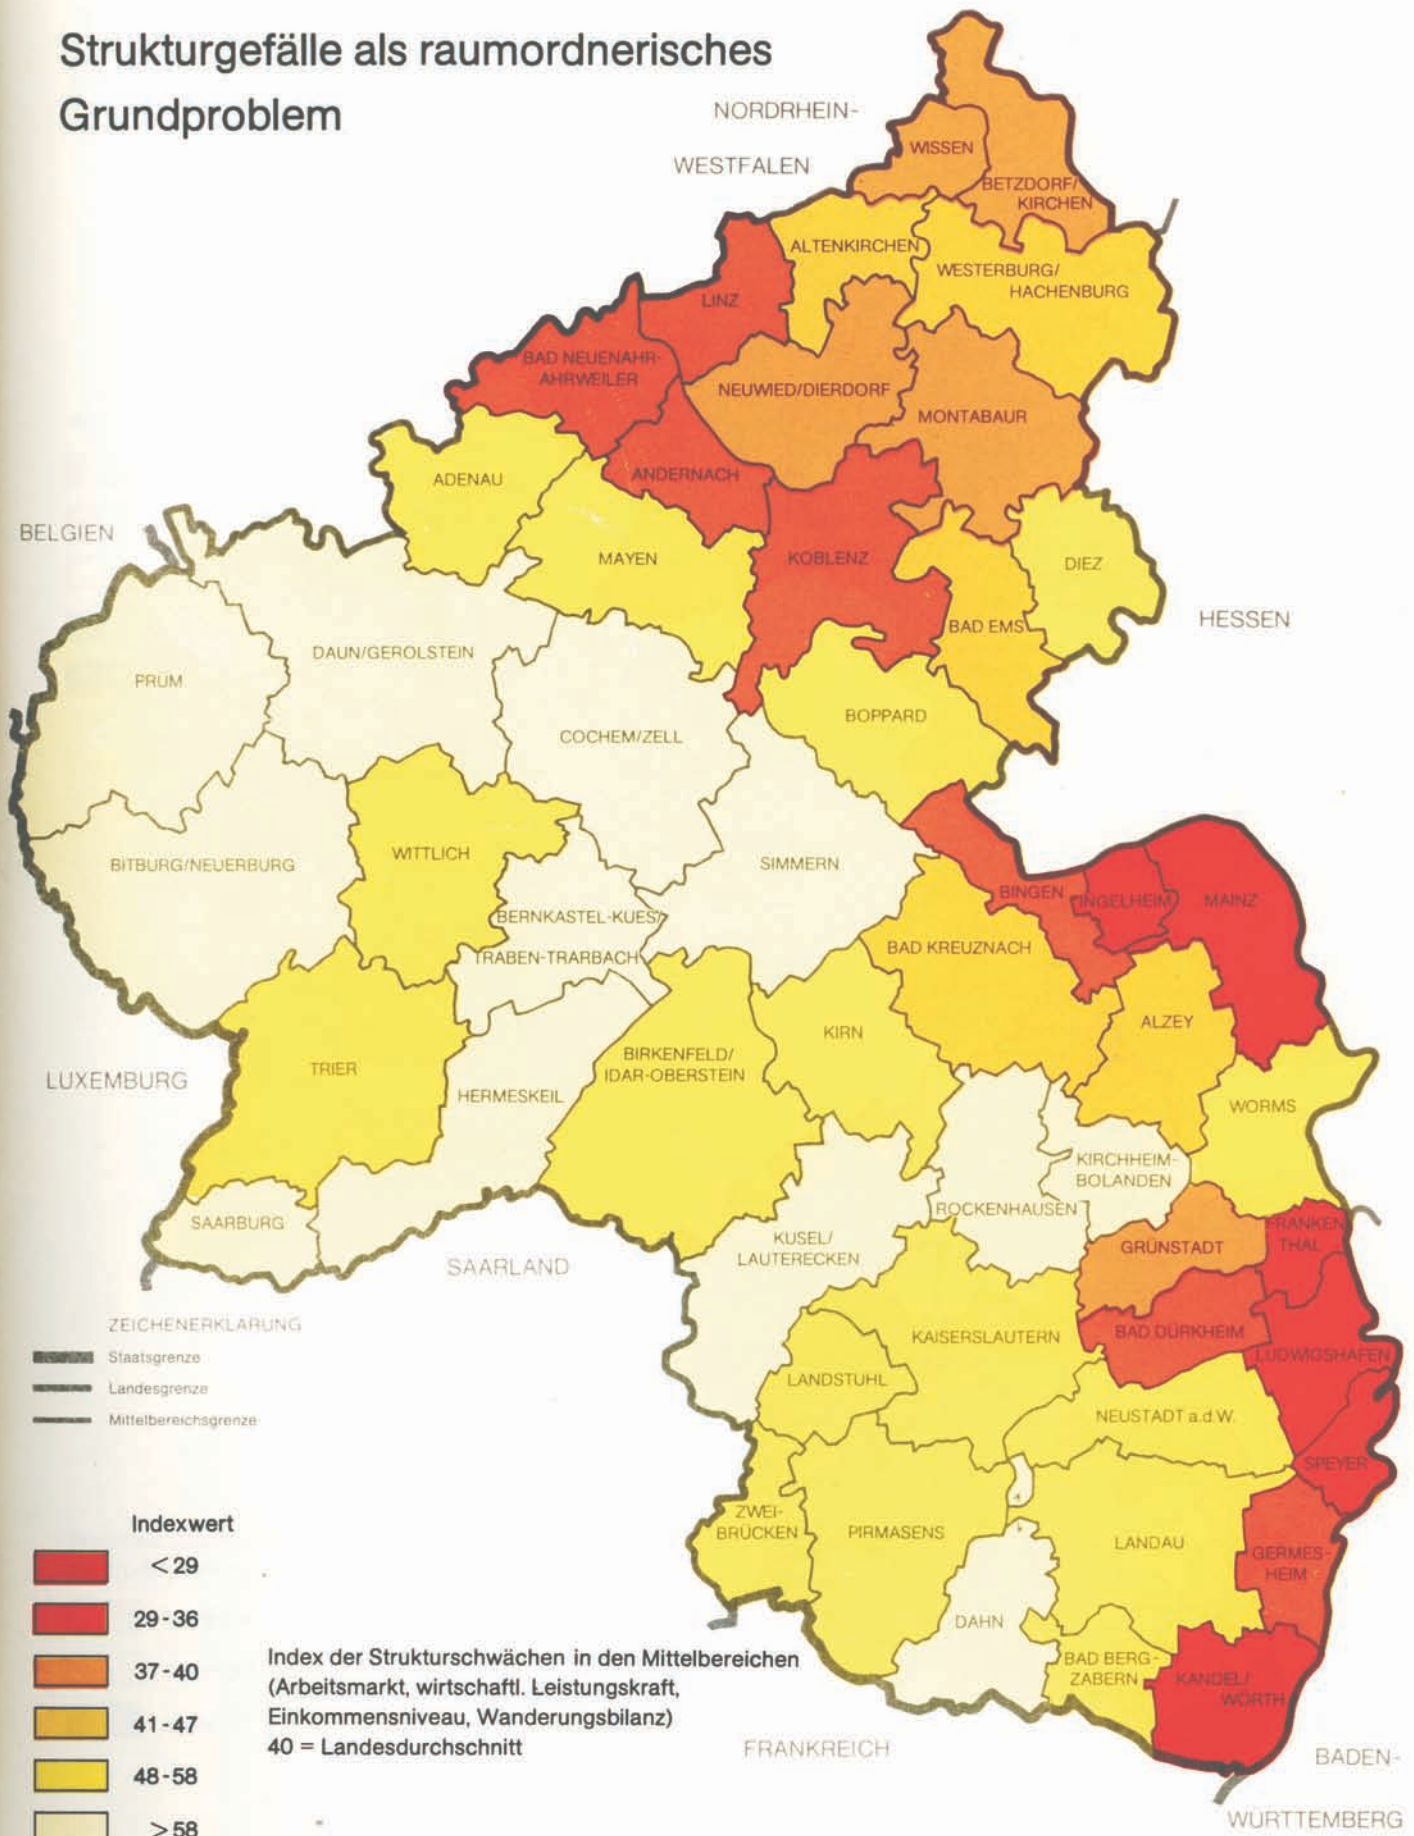 Strukturgefälle als raumordnerisches
Grundproblem
NORDRHEIN-
WESTFALEN
WISSEN
BETZDORF/
KIRCHEN
ALTENKIRCHEN
WESTERBURG/
HACHENBURG
LINZ
BAD NEUENAHR-
AHRWEILER
NEUWIED/DIERDORF
MONTABAUR
ADENAU
ANDERNACH
BELGIEN
MAYEN
KOBLENZ
DIEZ
HESSEN
BAD EMS
DAUN/GEROLSTEIN
PRÜM
BOPPARD
COCHEM/ZELL
WITTLICH
BITBURG/NEUERBURG
SIMMERN
BINGEN
INGELHEIM
MAINZ
BERNKASTEL-KUES/
TRABEN-TRARBACH
BAD KREUZNACH
ALZEY
KIRN
BIRKENFELD/
IDAR-OBERSTEIN
TRIER
LUXEMBURG
HERMESKEIL
WORMS
KIRCHHEIM-
BOLANDEN
ROCKENHAUSEN
SAARBURG
FRANKEN
THAL
KUSEL/
LAUTERECKEN
GRÜNSTADT
SAARLAND
KAISERSLAUTERN
BAD DÜRKHEIM
LUDWIGSHAFEN
LANDSTUHL
NEUSTADT a.d.W.
SPEYER
ZWEI-
BRÜCKEN
PIRMASENS
LANDAU
GERMES-
HEIM
DAHN
BAD BERG-
ZABERN
KANDEL/
WÖRTH
FRANKREICH
BADEN-
WÜRTTEMBERG
ZEICHENERKLÄRUNG
Staatsgrenze
Landesgrenze
Mittelbereichsgrenze
Indexwert
<29
29-36
37-40
41-47
48-58
>58
Index der Strukturschwächen in den Mittelbereichen
(Arbeitsmarkt, wirtschaftl. Leistungskraft,
Einkommensniveau, Wanderungsbilanz)
40 = Landesdurchschnitt